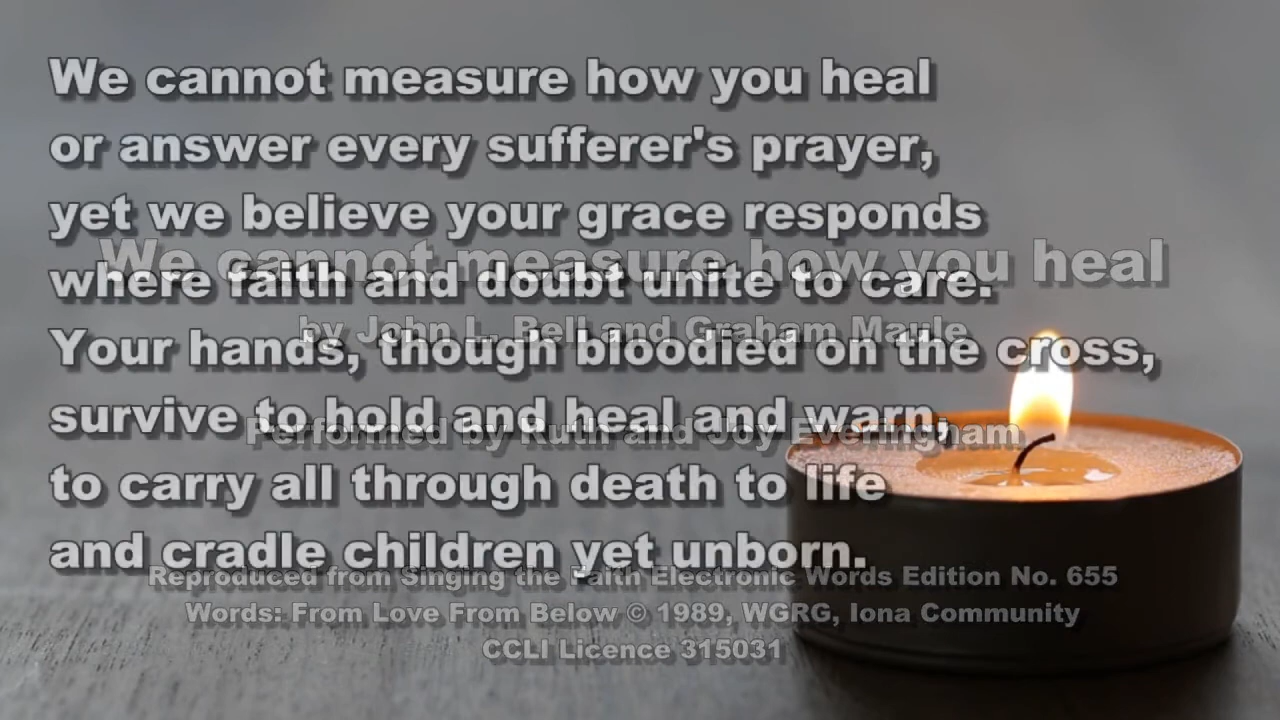 We cannot measure how you heal
or answer every sufferer's prayer,
yet we believe your grace responds
We cannot measure how you heal
where faith and doubt unite to care.
by John L. Bell and Graham Maule
Your hands, though bloodied on the cross,
survive to hold and heal and warn,
Performed by Ruth and Joy Everingham
to carry all through death to life
and cradle children yet unborn.
Reproduced from Singing the Faith Electronic Words Edition No. 655
Words: From Love From Below © 1989, WGRG, Iona Community
CCLI Licence 315031